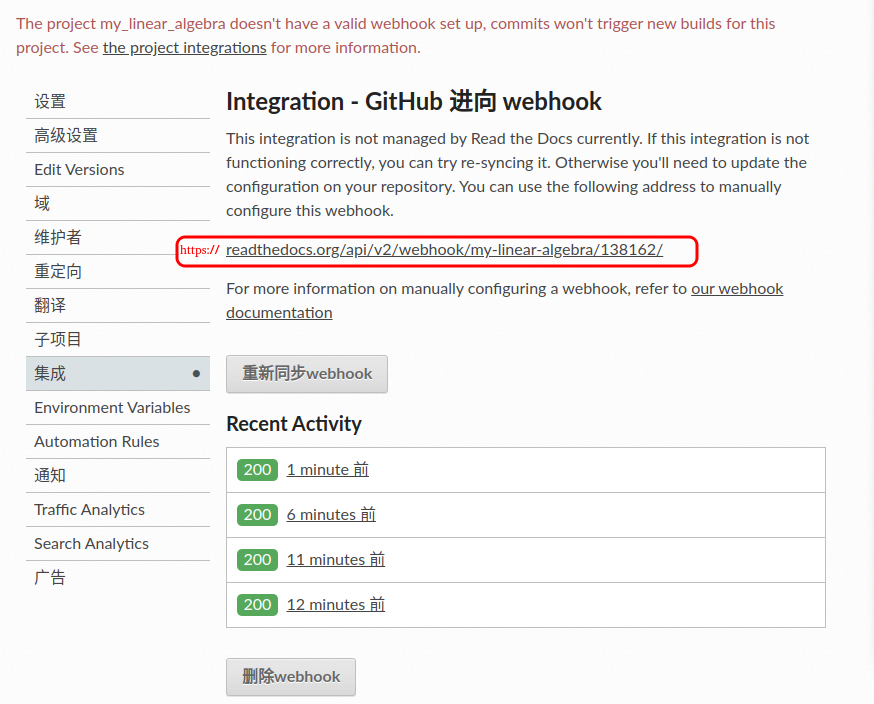 The project my_linear_algebra doesn't have a valid webhook set up, commits won't trigger new builds for this
project. See the project integrations for more information.
设置
高级设置
Edit Versions
域
维护者
重定向
翻译
子项目
集成
Environment Variables
Automation Rules
通知
Traffic Analytics
Search Analytics
广告
Integration - GitHub 进向 webhook
This integration is not managed by Read the Docs currently. If this integration is not
functioning correctly, you can try re-syncing it. Otherwise you'll need to update the
configuration on your repository. You can use the following address to manually
configure this webhook.
https:// readthedocs.org/api/v2/webhook/my-linear-algebra/138162/
For more information on manually configuring a webhook, refer to our webhook
documentation
重新同步webhook
Recent Activity
200 1 minute 前
200 6 minutes 前
200 11 minutes 前
200 12 minutes 前
删除webhook